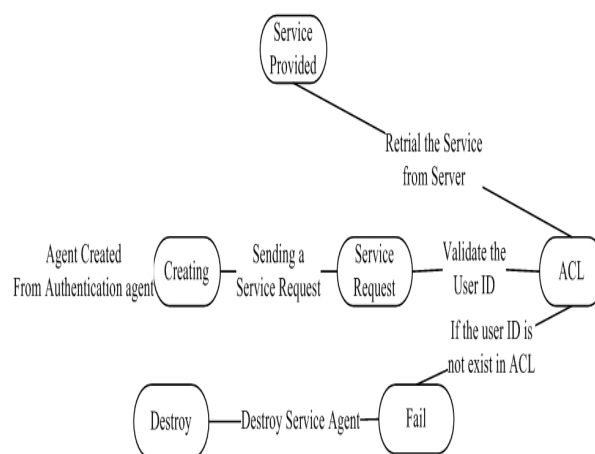 Service
Provided
Retrial the Service
from Server
Agent Created
From Authentication agent
Creating
Sending a
Service Request
Service
Request
Validate the
User ID
ACL
If the user ID is
not exist in ACL
Destroy
Destroy Service Agent
Fail